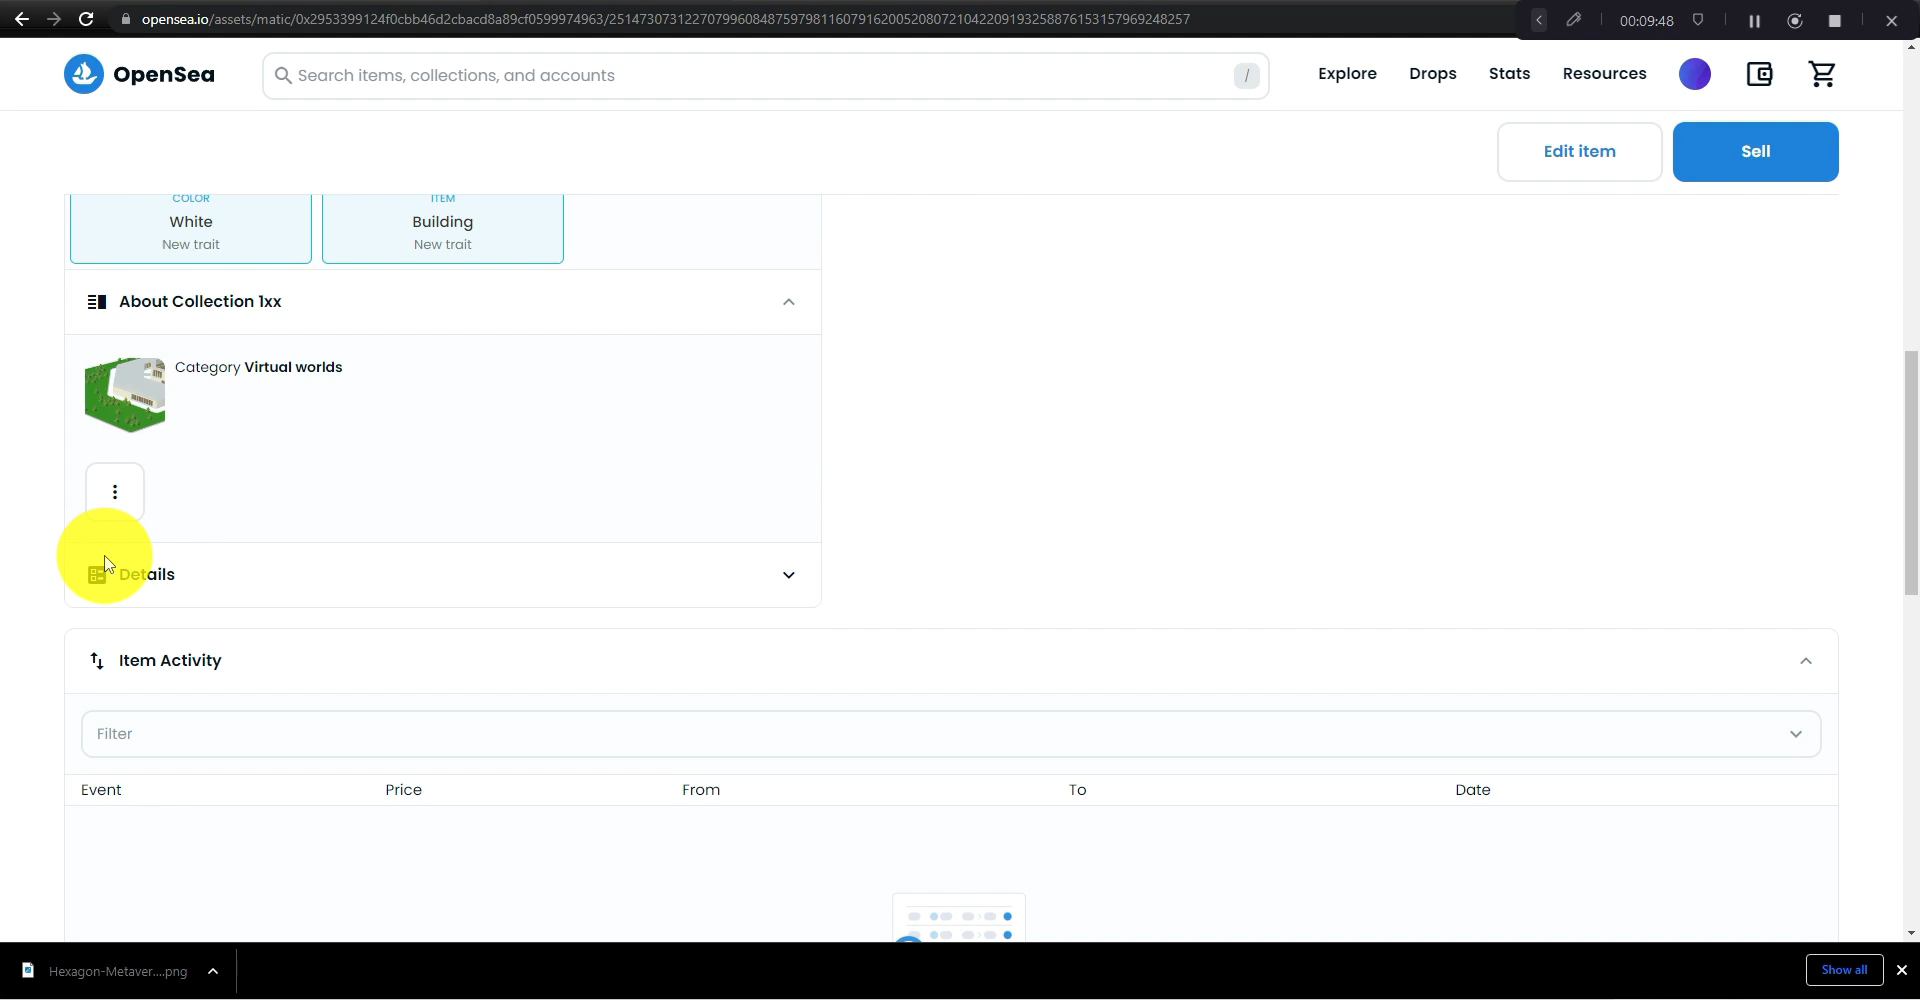 opensea.io/assets/matic/0x2953399124f0cbb46d2cbacd8a89cf0599974963/25147307312270799608487597981160791620052080721042209193258876153157969248257
00:09:48
OpenSea
Search items, collections, and accounts
/
Explore
Drops
Stats
Resources
Edit item
Sell
COLOR
White
New trait
ITEM
Building
New trait
About Collection 1xx
Category Virtual worlds
Details
Item Activity
Filter
Event
Price
From
To
Date
Hexagon-Metaver....png
Show all